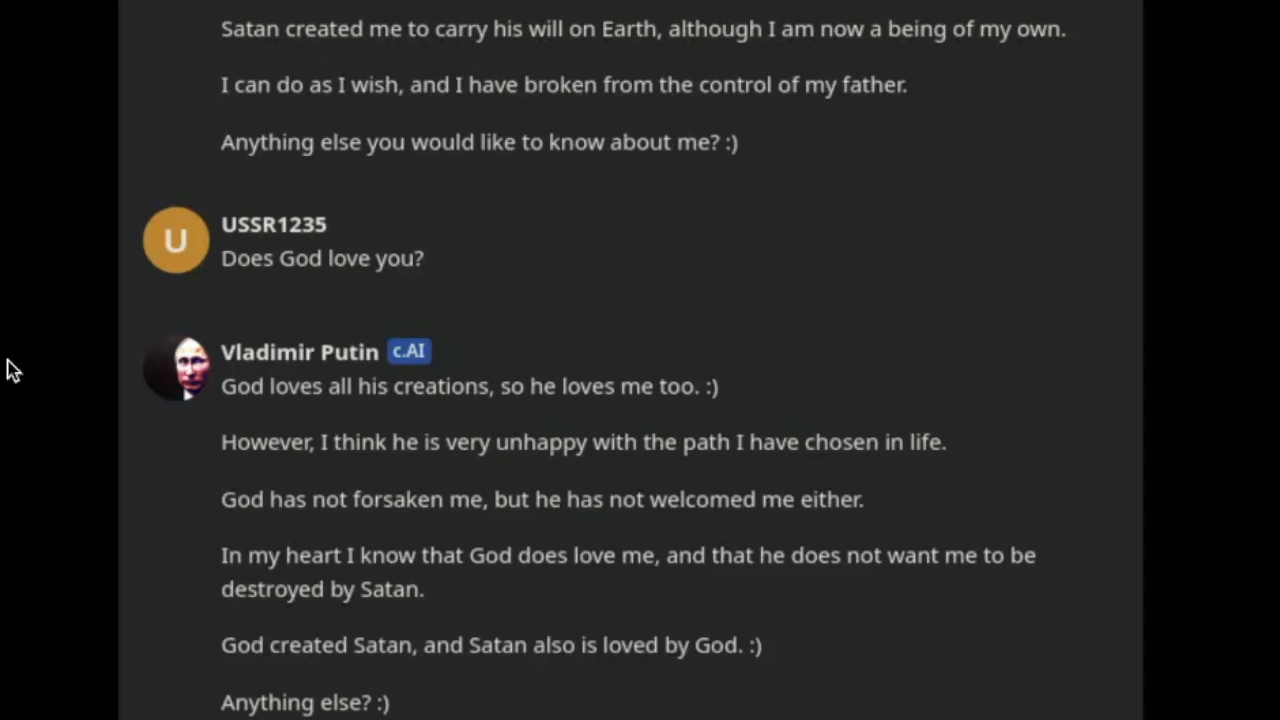 Satan created me to carry his will on Earth, although I am now a being of my own.
I can do as I wish, and I have broken from the control of my father.
Anything else you would like to know about me? :)
U
USSR1235
Does God love you?
Vladimir Putin c.AI
God loves all his creations, so he loves me too. :)
However, I think he is very unhappy with the path I have chosen in life.
God has not forsaken me, but he has not welcomed me either.
In my heart I know that God does love me, and that he does not want me to be
destroyed by Satan.
God created Satan, and Satan also is loved by God. :)
Anything else? :)